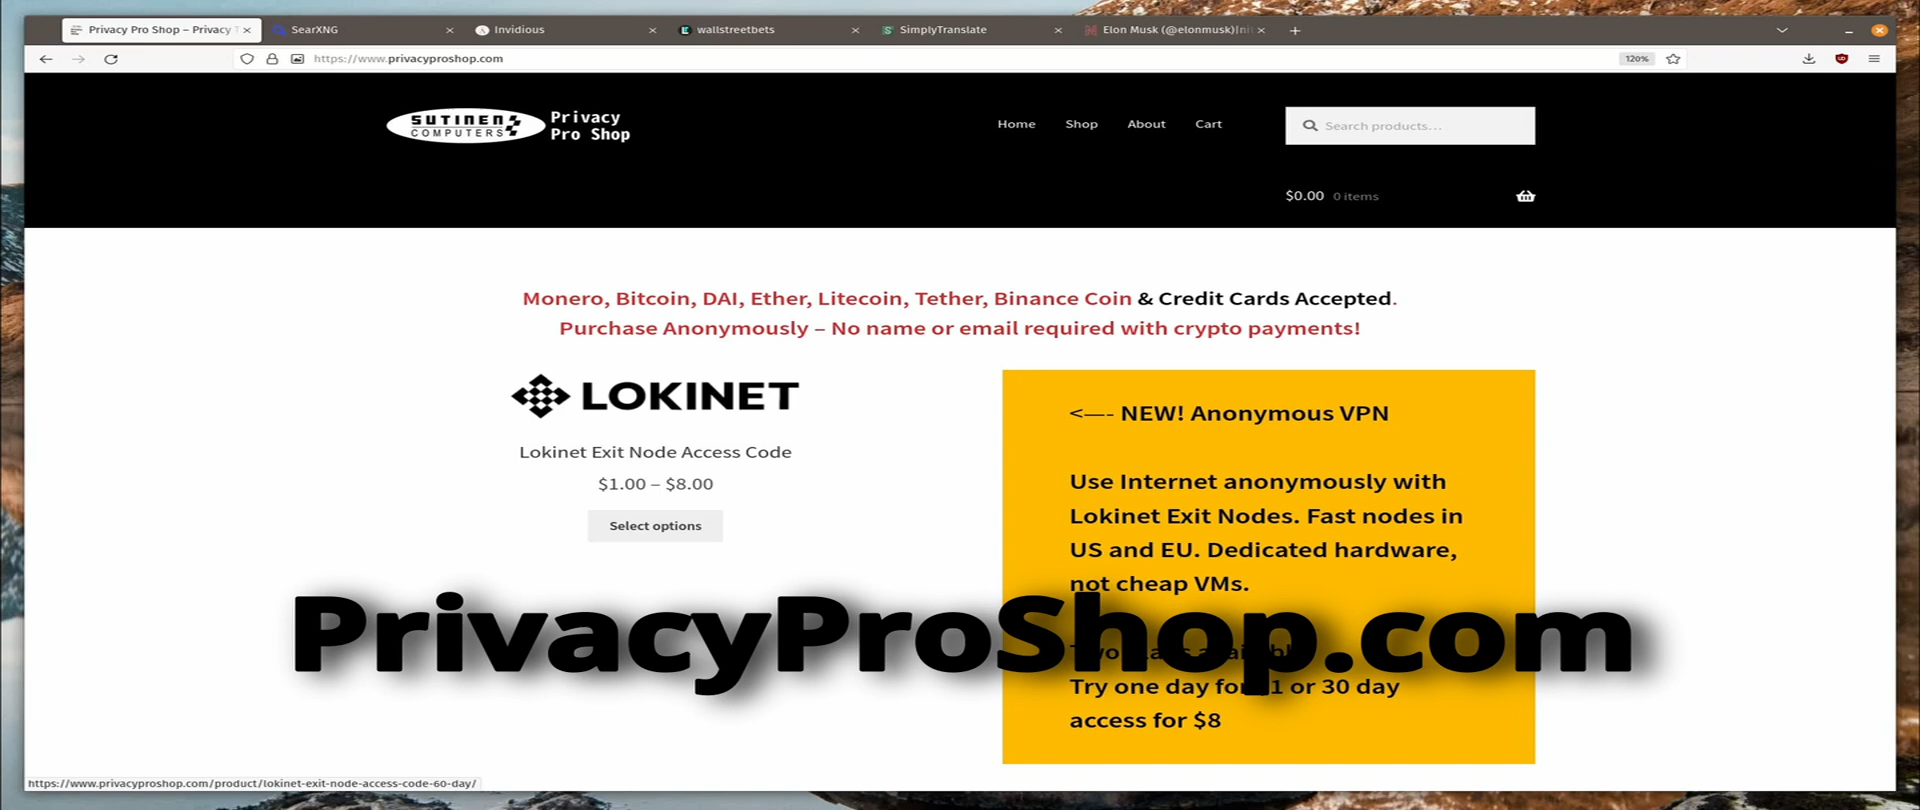 Privacy Pro Shop – Privacy T
SearXNG
Invidious
wallstreetbets
SimplyTranslate
Elon Musk (@elonmusk)|nit
https://www.privacyproshop.com
120%
SUTINEN
COMPUTERS
Privacy
Pro Shop
Home
Shop
About
Cart
Search products…
$0.00 0 items
Monero, Bitcoin, DAI, Ether, Litecoin, Tether, Binance Coin & Credit Cards Accepted.
Purchase Anonymously – No name or email required with crypto payments!
LOKINET
Lokinet Exit Node Access Code
$1.00 – $8.00
Select options
<—- NEW! Anonymous VPN
Use Internet anonymously with
Lokinet Exit Nodes. Fast nodes in
US and EU. Dedicated hardware,
not cheap VMs.
PrivacyProShop.com
Try one day for $1 or 30 day
access for $8
https://www.privacyproshop.com/product/lokinet-exit-node-access-code-60-day/